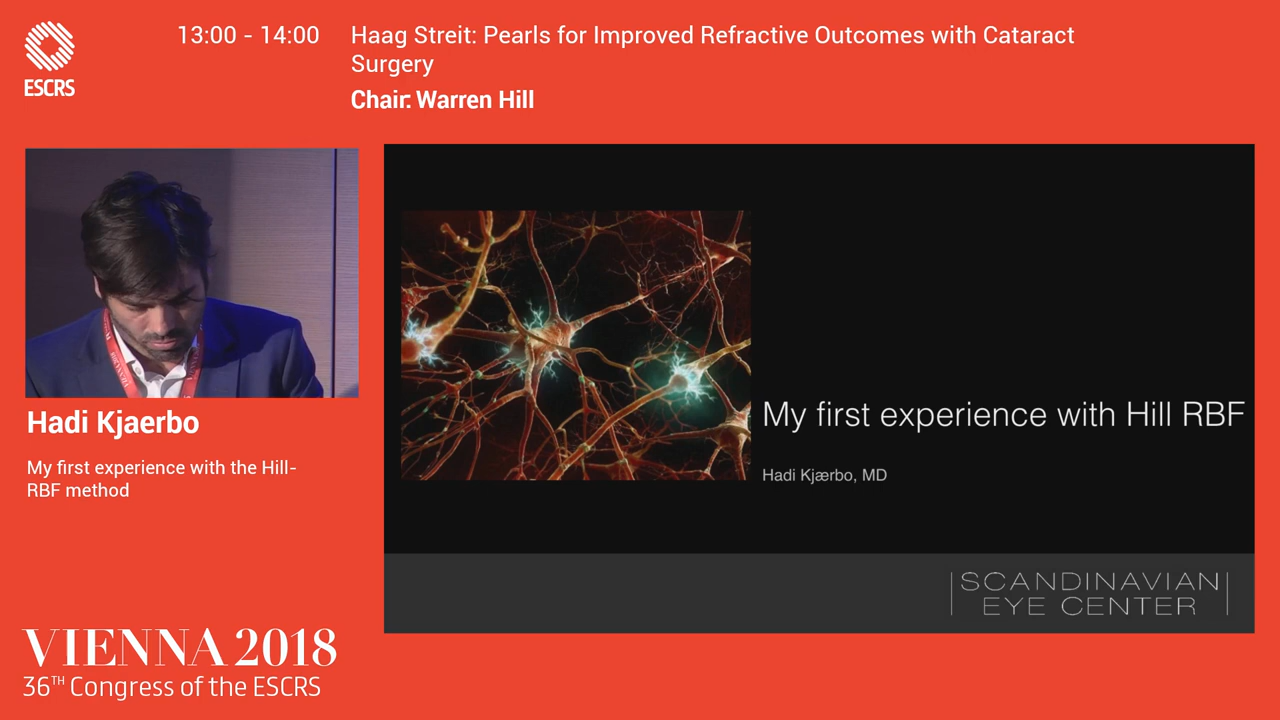 ESCRS
13:00 - 14:00
Haag Streit: Pearls for Improved Refractive Outcomes with Cataract
Surgery
Chair: Warren Hill
Hadi Kjaerbo
My first experience with the Hill-
RBF method
My first experience with Hill RBF
Hadi Kjærbo, MD
SCANDINAVIAN
EYE CENTER
VIENNA 2018
36TH Congress of the ESCRS